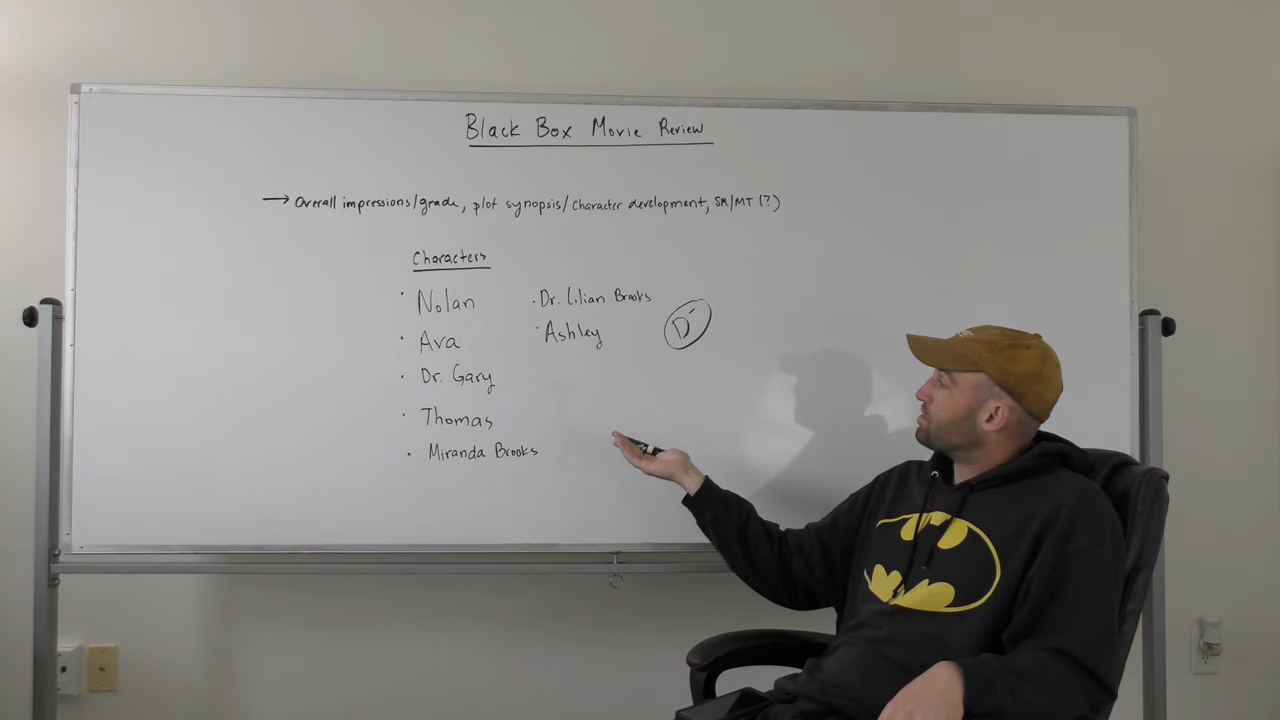 Black Box Movie Review
→ Overall impressions/grade, plot synopsis/character development, SM/MT (?)
Characters
· Nolan
· Ava
· Dr. Gary
· Thomas
· Miranda Brooks
· Dr. Lilian Brooks
· Ashley
D-